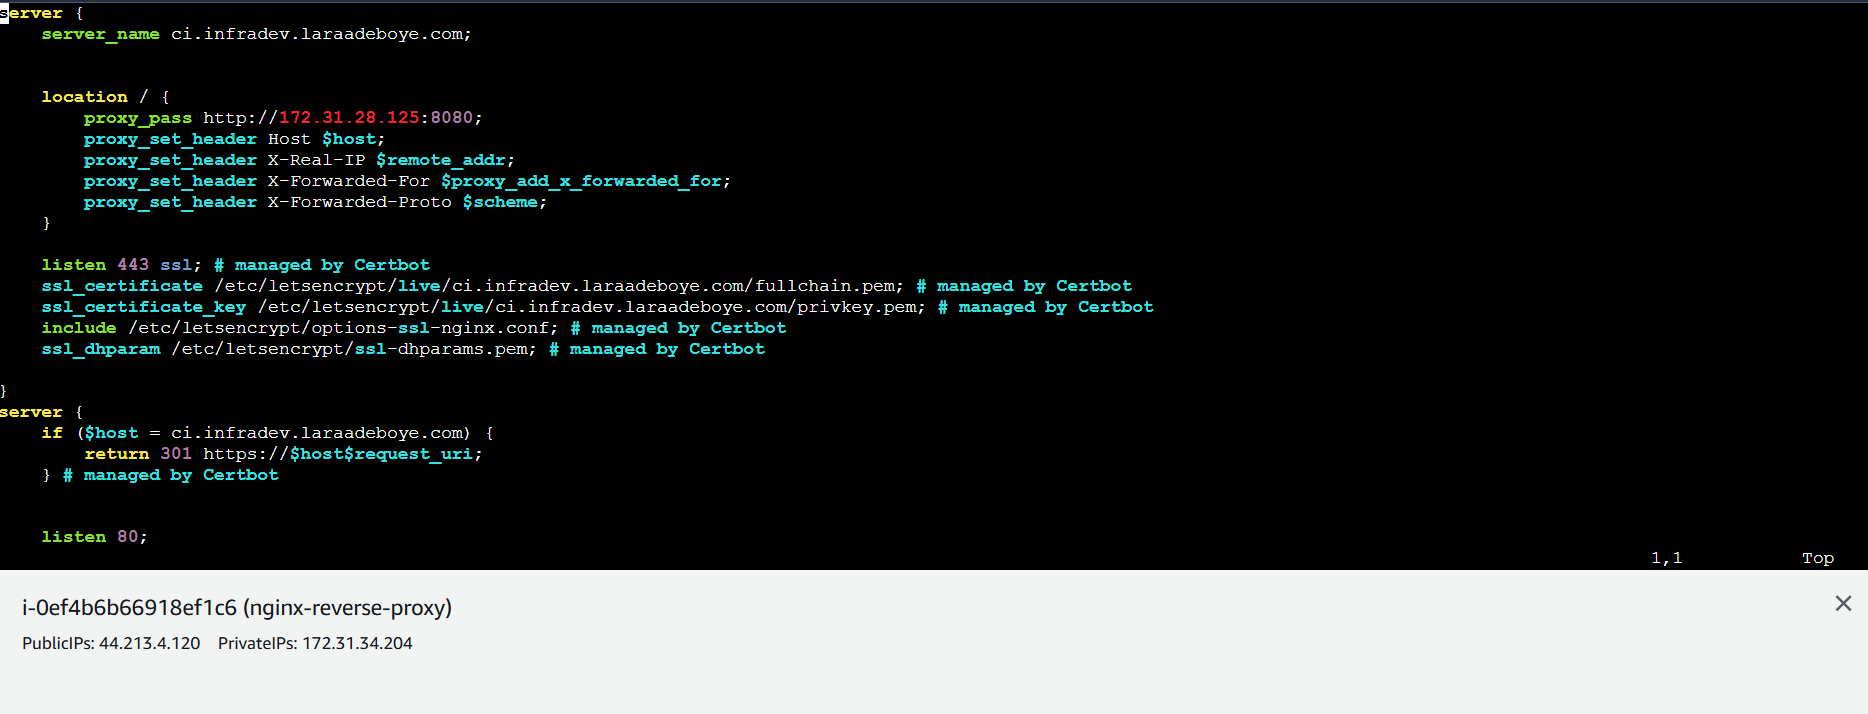 server {
    server_name ci.infradev.laraadeboye.com;
    location / {
        proxy_pass http://172.31.28.125:8080;
        proxy_set_header Host $host;
        proxy_set_header X-Real-IP $remote_addr;
        proxy_set_header X-Forwarded-For $proxy_add_x_forwarded_for;
        proxy_set_header X-Forwarded-Proto $scheme;
    }
    listen 443 ssl; # managed by Certbot
    ssl_certificate /etc/letsencrypt/live/ci.infradev.laraadeboye.com/fullchain.pem; # managed by Certbot
    ssl_certificate_key /etc/letsencrypt/live/ci.infradev.laraadeboye.com/privkey.pem; # managed by Certbot
    include /etc/letsencrypt/options-ssl-nginx.conf; # managed by Certbot
    ssl_dhparam /etc/letsencrypt/ssl-dhparams.pem; # managed by Certbot
}
server {
    if ($host = ci.infradev.laraadeboye.com) {
        return 301 https://$host$request_uri;
    } # managed by Certbot
    listen 80;
1,1 Top
i-0ef4b6b66918ef1c6 (nginx-reverse-proxy)
PublicIPs: 44.213.4.120 PrivateIPs: 172.31.34.204